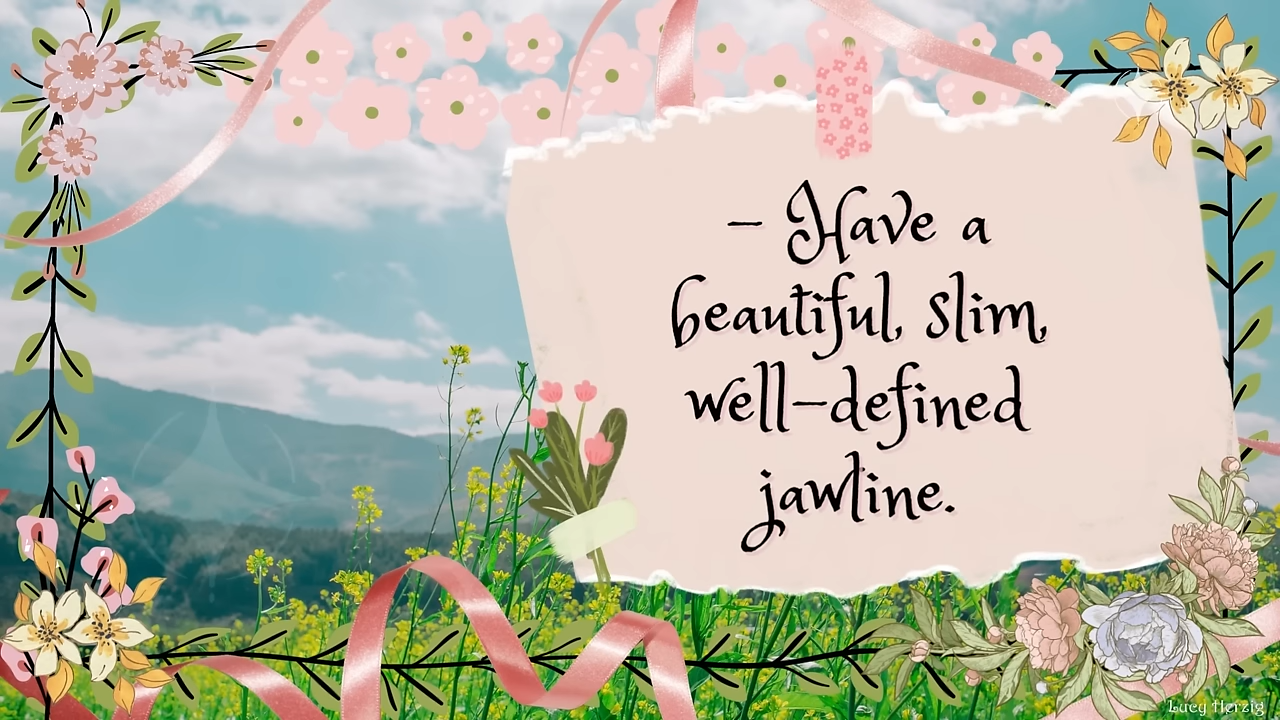 – Have a
beautiful, slim,
well-defined
jawline.
Lucy Herzig